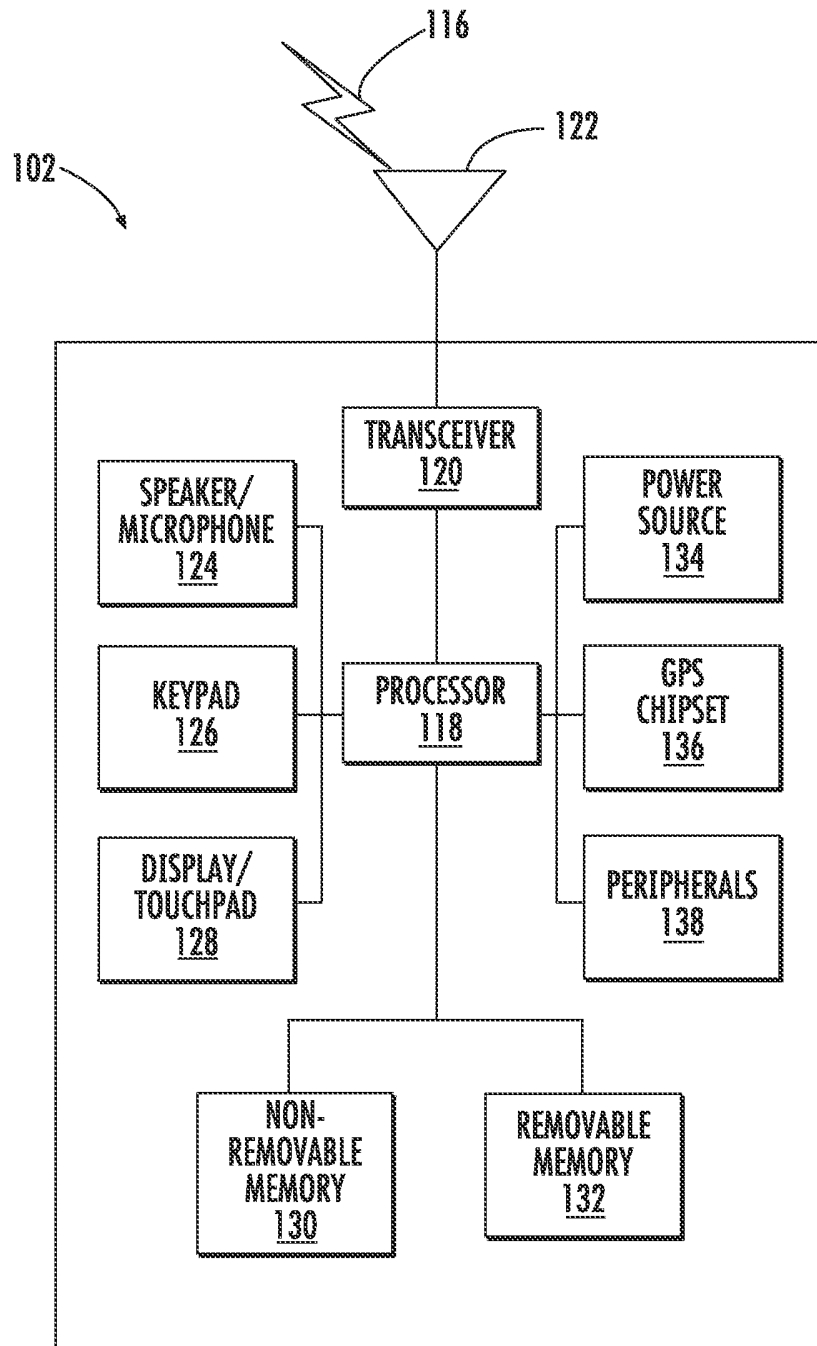 116
122
102
TRANSCEIVER
120
SPEAKER/
MICROPHONE
124
POWER
SOURCE
134
KEYPAD
126
PROCESSOR
118
GPS
CHIPSET
136
DISPLAY/
TOUCHPAD
128
PERIPHERALS
138
NON-
REMOVABLE
MEMORY
130
REMOVABLE
MEMORY
132